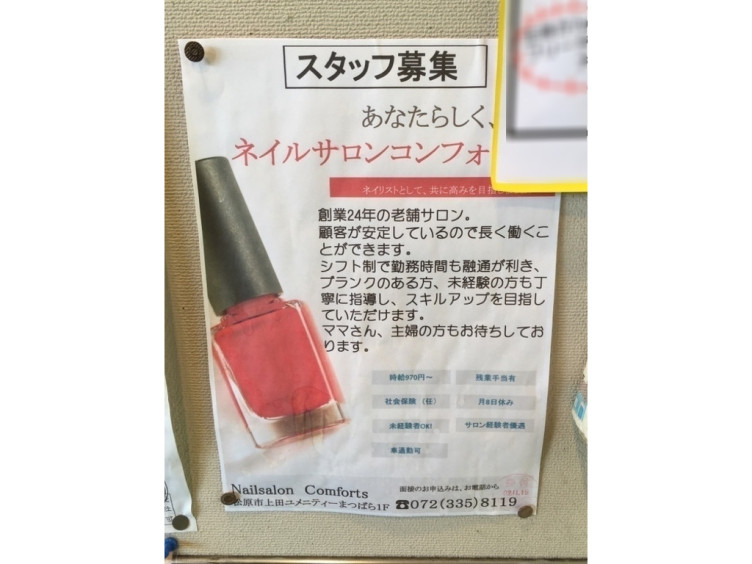 スタッフ募集
あなたらしく、
ネイルサロンコンフォ
ネイリストとして、共に高みを目指
創業24年の老舗サロン。
顧客が安定しているので長く働くこ
とができます。
シフト制で勤務時間も融通が利き、
ブランクのある方、未経験の方も丁
寧に指導し、スキルアップを目指し
ていただけます。
ママさん、主婦の方もお待ちしてお
ります。
時給970円～ 残業手当有
社会保険（任） 月8日休み
未経験者OK! サロン経験者優遇
車通勤可
Nailsalon Comforts
松原市上田ユメニティーまつばら1F
面接のお申込みは、お電話から
☎072(335)8119